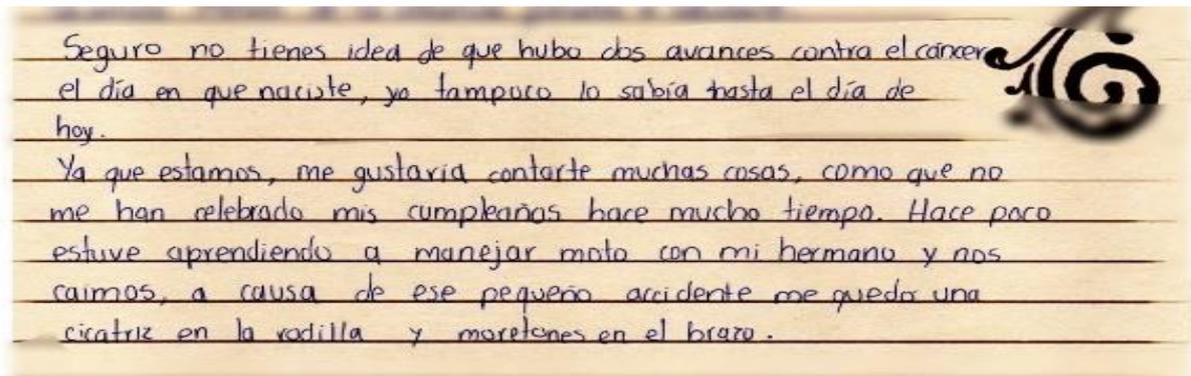 Seguro no tienes idea de que hubo dos avances contra el cáncer
el día en que naciste, yo tampoco lo sabía hasta el día de
hoy.
Ya que estamos, me gustaría contarte muchas cosas, como que no
me han celebrado mis cumpleaños hace mucho tiempo. Hace poco
estuve aprendiendo a manejar moto con mi hermano y nos
caimos, a causa de ese pequeño accidente me quedo una
cicatriz en la rodilla y moretones en el brazo.